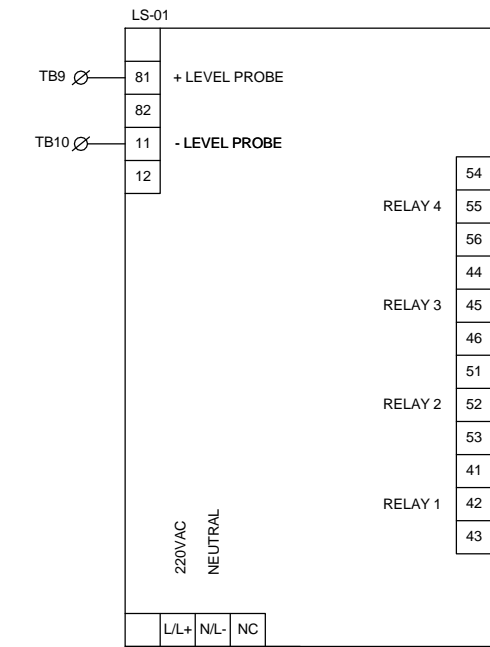 LS-01
TB9 81 + LEVEL PROBE
82
TB10 11 - LEVEL PROBE
12
54
RELAY 4 55
56
44
RELAY 3 45
46
51
RELAY 2 52
53
41
RELAY 1 42
43
220VAC
NEUTRAL
L/L+ N/L- NC